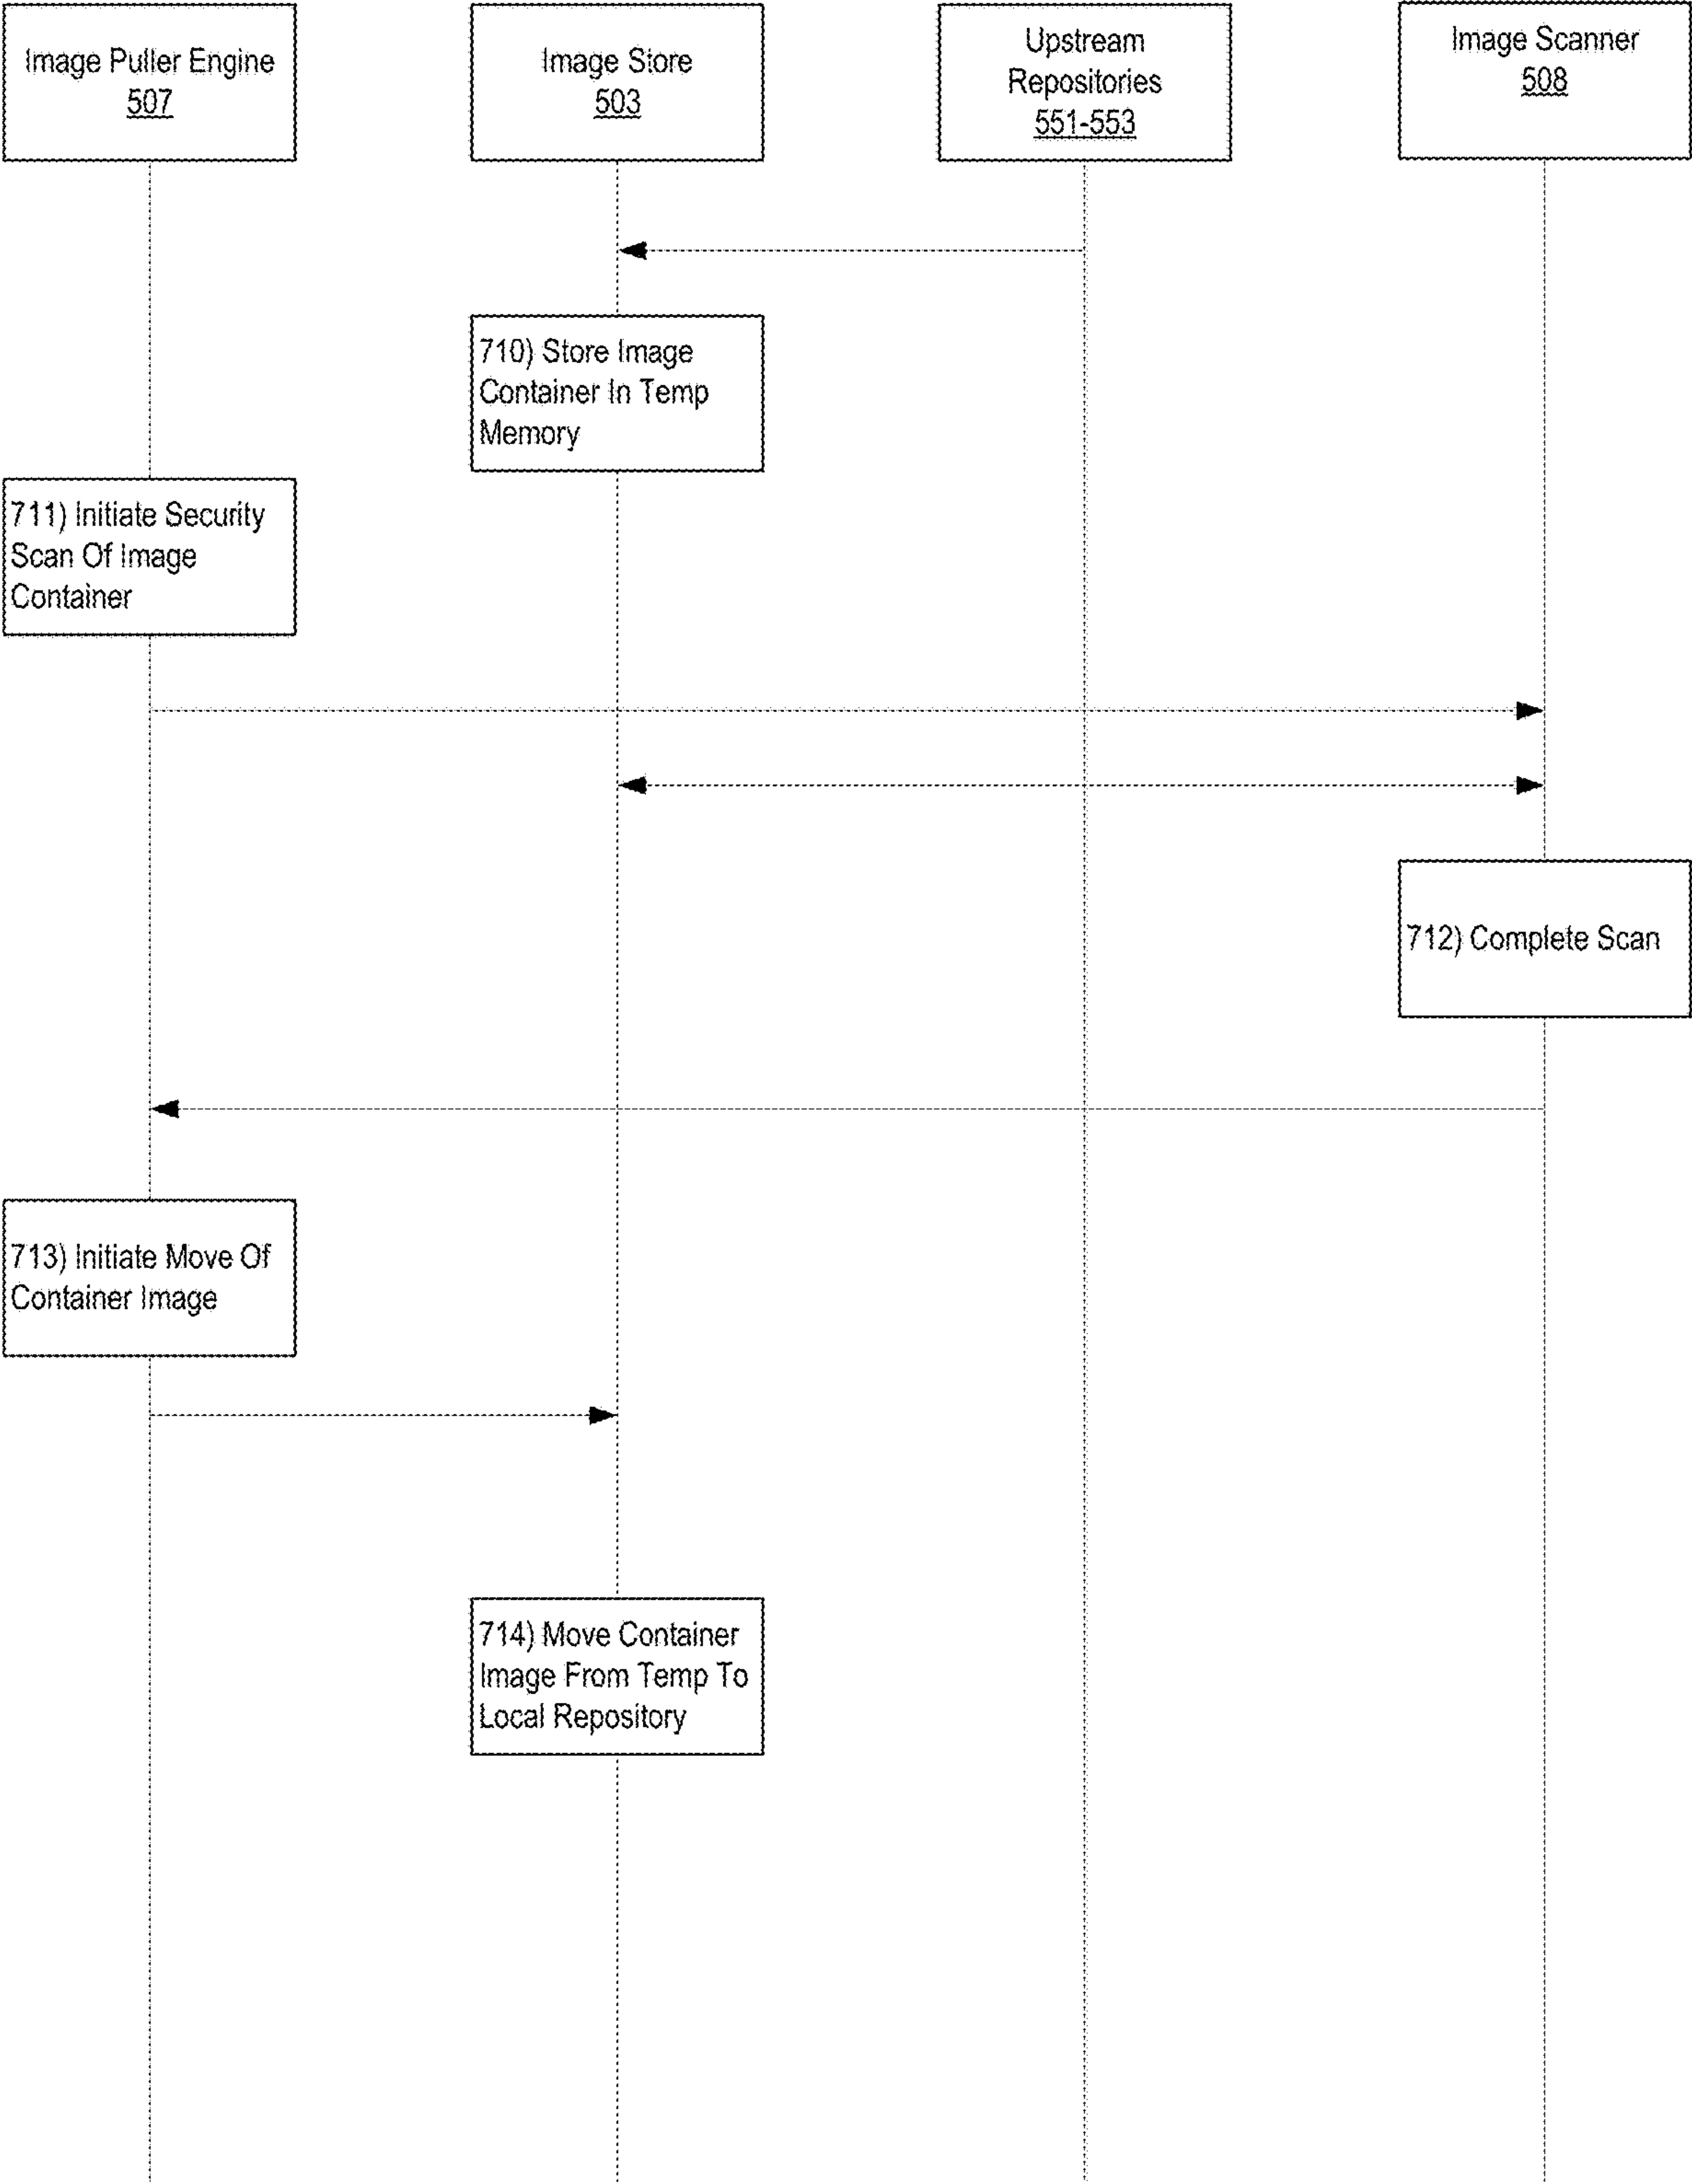 Image Puller Engine
507
Image Store
503
Upstream
Repositories
551-553
Image Scanner
508
710) Store Image
Container In Temp
Memory
711) Initiate Security
Scan Of Image
Container
712) Complete Scan
713) Initiate Move Of
Container Image
714) Move Container
Image From Temp To
Local Repository